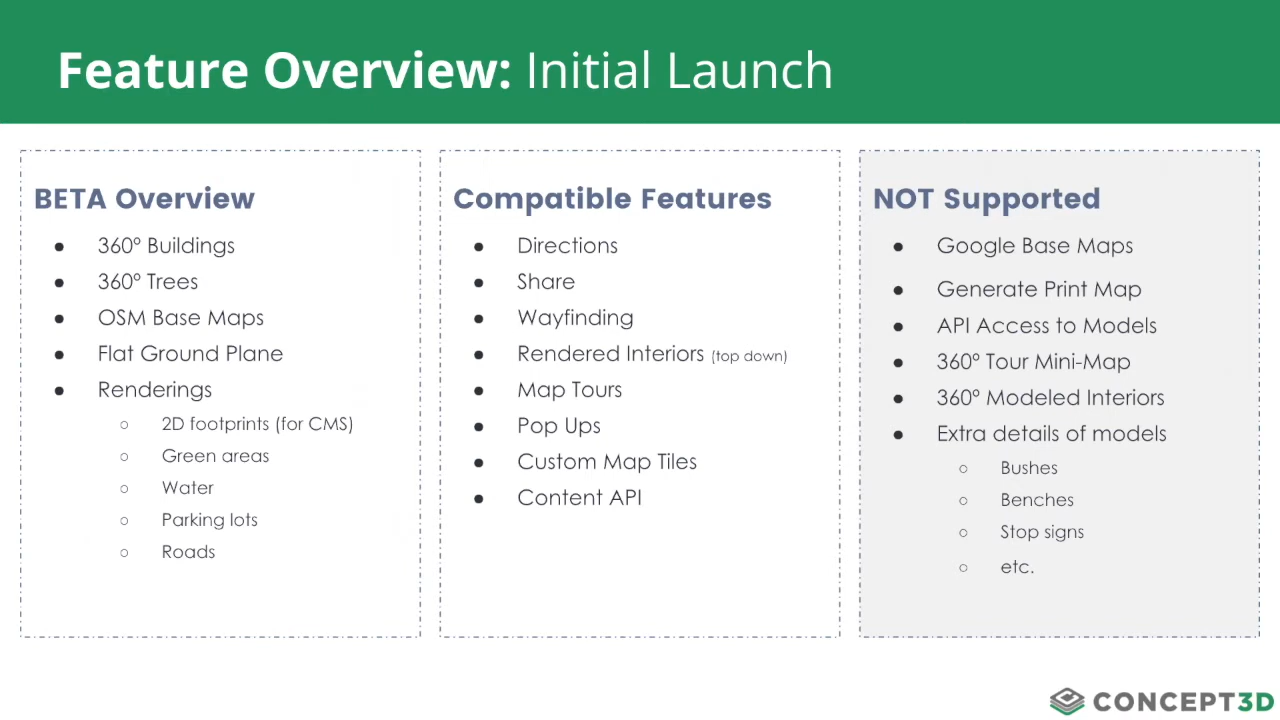 Feature Overview: Initial Launch
BETA Overview
● 360º Buildings
● 360º Trees
● OSM Base Maps
● Flat Ground Plane
● Renderings
○ 2D footprints (for CMS)
○ Green areas
○ Water
○ Parking lots
○ Roads
Compatible Features
● Directions
● Share
● Wayfinding
● Rendered Interiors (top down)
● Map Tours
● Pop Ups
● Custom Map Tiles
● Content API
NOT Supported
● Google Base Maps
● Generate Print Map
● API Access to Models
● 360º Tour Mini-Map
● 360º Modeled Interiors
● Extra details of models
○ Bushes
○ Benches
○ Stop signs
○ etc.
CONCEPT3D